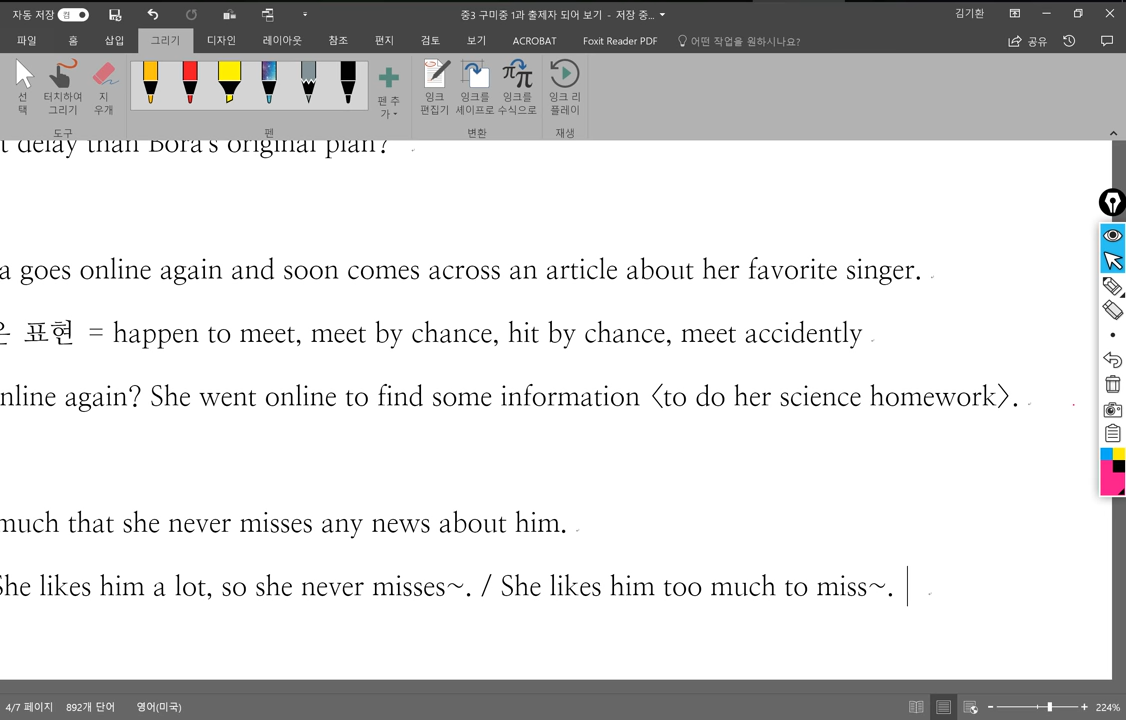 자동 저장 켬 중3 구미중 1과 출제자 되어 보기 - 저장 중... 김기환
파일 홈 삽입 그리기 디자인 레이아웃 참조 편지 검토 보기 ACROBAT Foxit Reader PDF 어떤 작업을 원하시나요? 공유
선택 터치하여 그리기 지우개 펜 추가 잉크 편집기 잉크를 셰이프로 잉크를 수식으로 잉크 리플레이
도구 펜 변환 재생
t delay than Bora's original plan?
a goes online again and soon comes across an article about her favorite singer.
표현 = happen to meet, meet by chance, hit by chance, meet accidently
nline again? She went online to find some information <to do her science homework>.
much that she never misses any news about him.
She likes him a lot, so she never misses~. / She likes him too much to miss~.
4/7 페이지 892개 단어 영어(미국) 224%